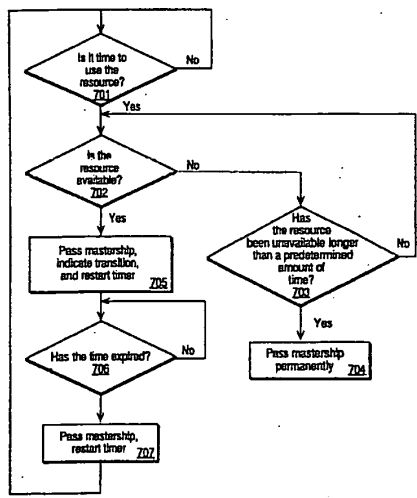 Is it time to
use the
resource?
701
No
Yes
Is the
resource
available?
702
No
Yes
Has
the resource
been unavailable longer
than a predetermined
amount of
time?
703
No
Yes
Pass mastership,
indicate transition,
and restart timer
705
Pass mastership
permanently
704
Has the time expired?
706
No
Pass mastership,
restart timer
707